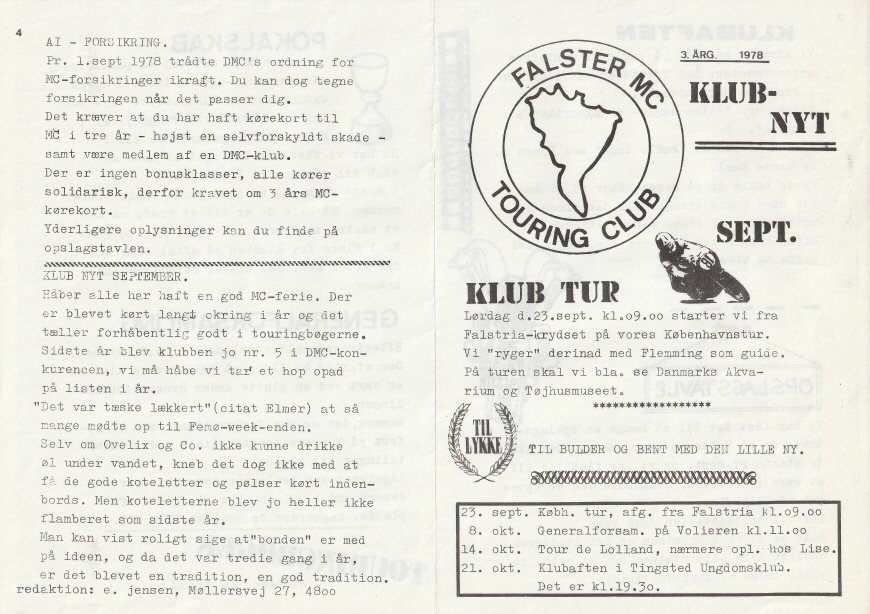 4
AI - FORSIKRING.
Pr. 1.sept 1978 trådte DMC's ordning for
MC-forsikringer ikraft. Du kan dog tegne
forsikringen når det passer dig.
Det kræver at du har haft kørekort til
MC i tre år - højst en selvforskyldt skade -
samt være medlem af en DMC-klub.
Der er ingen bonusklasser, alle kører
solidarisk, derfor kravet om 3 års MC-
kørekort.
Yderligere oplysninger kan du finde på
opslagstavlen.
KLUB NYT SEPTEMBER.
Håber alle har haft en god MC-ferie. Der
er blevet kørt langt okring i år og det
tæller forhåbentlig godt i touringbøgerne.
Sidste år blev klubben jo nr. 5 i DMC-kon-
kurencen, vi må håbe vi tar et hop opad
på listen i år.
"Det var tæske lækkert"(citat Elmer) at så
mange mødte op til Femø-week-enden.
Selv om Ovelix og Co. ikke kunne drikke
øl under vandet, kneb det dog ikke med at
få de gode koteletter og pølser kørt inden-
bords. Men koteletterne blev jo heller ikke
flamberet som sidste år.
Man kan vist roligt sige at"bonden" er med
på ideen, og da det var tredie gang i år,
er det blevet en tradition, en god tradition.
redaktion: e. jensen, Møllersvej 27, 48oo
FALSTER MC
TOURING CLUB
3. ÅRG. 1978
KLUB-
NYT
SEPT.
80
KLUB TUR
Lørdag d.23.sept. kl.o9.oo starter vi fra
Falstria-krydset på vores Københavnstur.
Vi "ryger" derinad med Flemming som guide.
På turen skal vi bla. se Danmarks Akva-
rium og Tøjhusmuseet.
******************
TIL
LYKKE
TIL BULDER OG BENT MED DEN LILLE NY.
23. sept. Købh. tur, afg. fra Falstria kl.o9.oo
8. okt. Generalforsam. på Volieren kl.11.oo
14. okt. Tour de Lolland, nærmere opl. hos Lise.
21. okt. Klubaften i Tingsted Ungdomsklub.
Det er kl.19.3o.